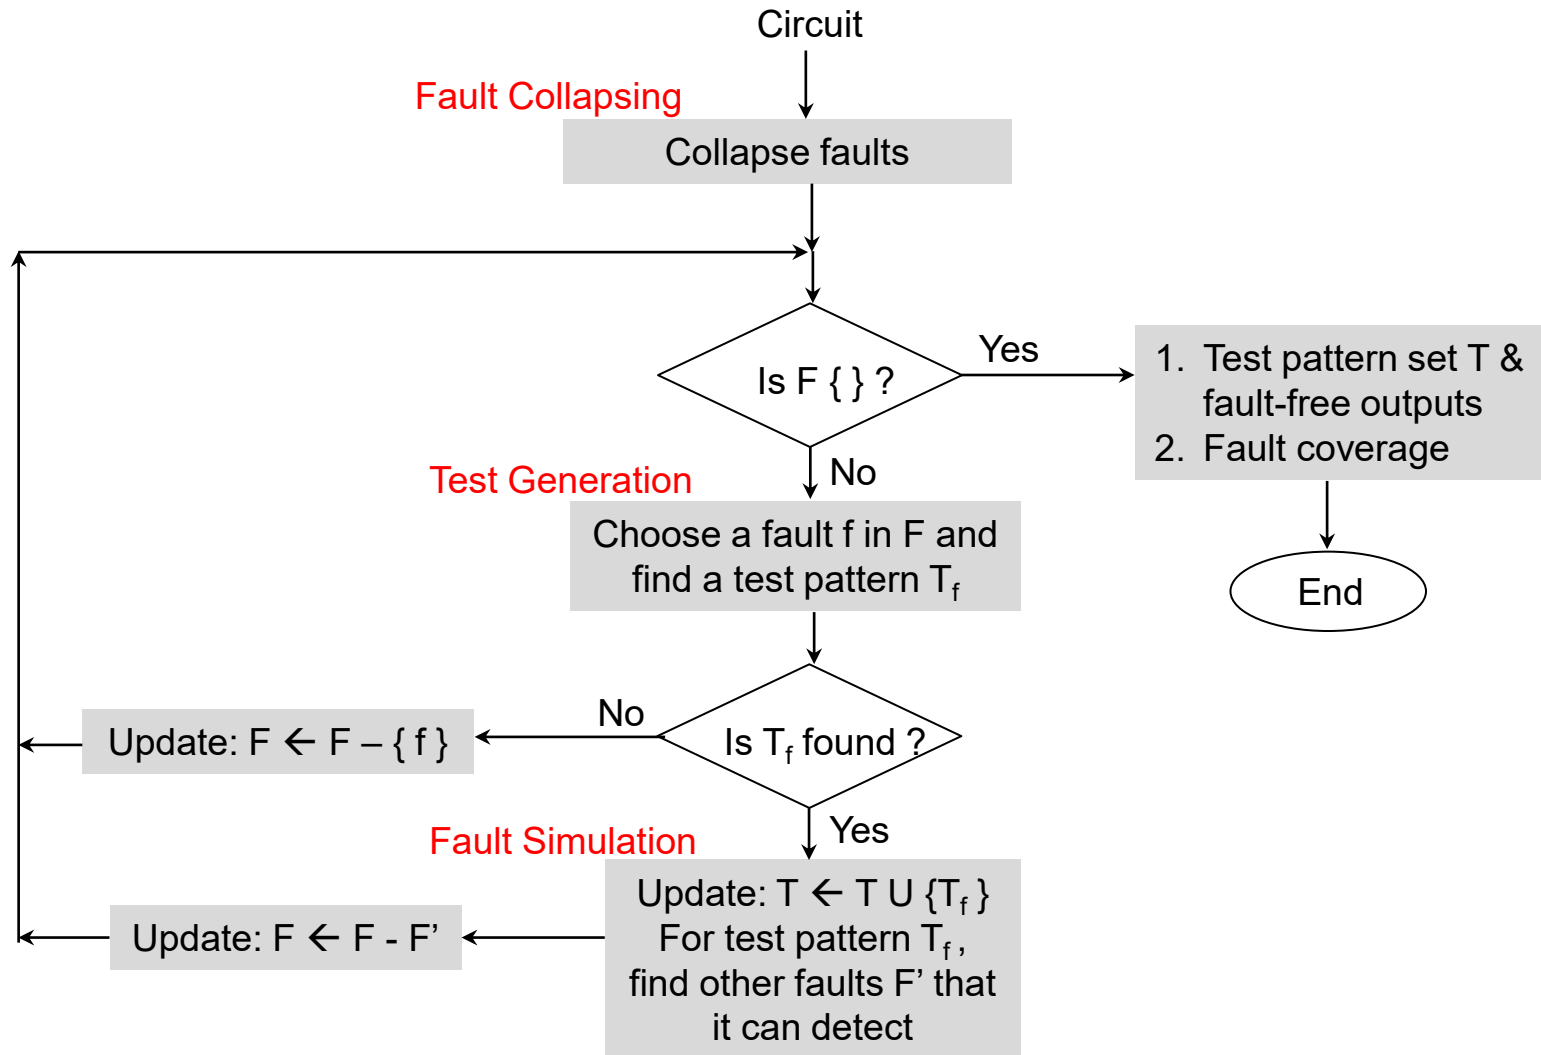 Circuit
Fault Collapsing
Collapse faults
Is F { } ?
Yes
1. Test pattern set T &
fault-free outputs
2. Fault coverage
End
No
Test Generation
Choose a fault f in F and
find a test pattern Tf
Is Tf found ?
No
Update: F ← F – { f }
Yes
Fault Simulation
Update: T ← T U {Tf }
For test pattern Tf ,
find other faults F’ that
it can detect
Update: F ← F - F’